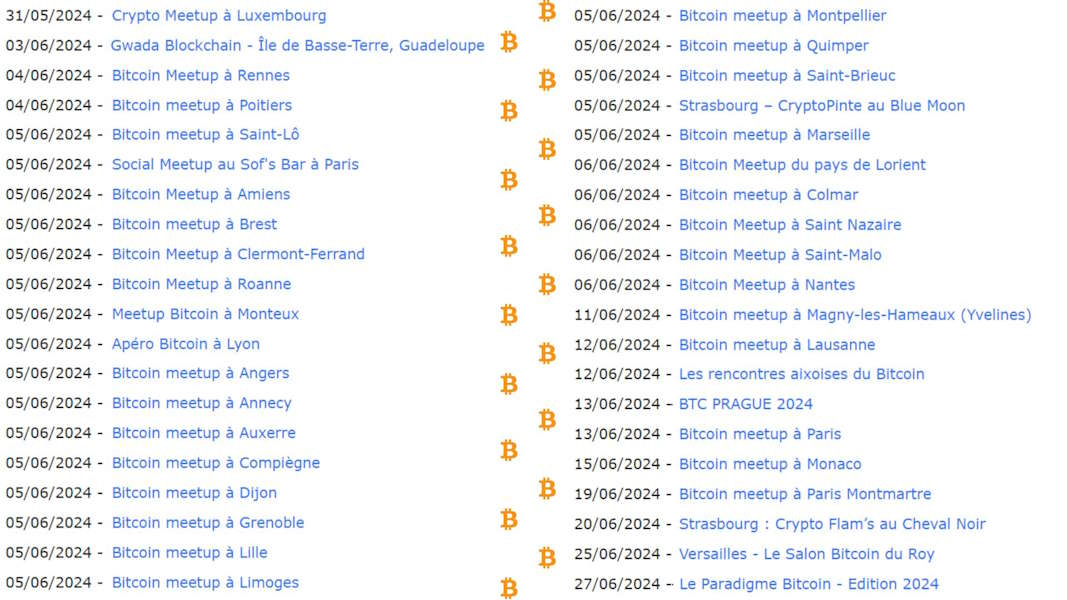 31/05/2024 - Crypto Meetup à Luxembourg
03/06/2024 - Gwada Blockchain - Île de Basse-Terre, Guadeloupe
04/06/2024 - Bitcoin Meetup à Rennes
04/06/2024 - Bitcoin meetup à Poitiers
05/06/2024 - Bitcoin meetup à Saint-Lô
05/06/2024 - Social Meetup au Sof's Bar à Paris
05/06/2024 - Bitcoin Meetup à Amiens
05/06/2024 - Bitcoin meetup à Brest
05/06/2024 - Bitcoin Meetup à Clermont-Ferrand
05/06/2024 - Bitcoin Meetup à Roanne
05/06/2024 - Meetup Bitcoin à Monteux
05/06/2024 - Apéro Bitcoin à Lyon
05/06/2024 - Bitcoin meetup à Angers
05/06/2024 - Bitcoin meetup à Annecy
05/06/2024 - Bitcoin meetup à Auxerre
05/06/2024 - Bitcoin meetup à Compiègne
05/06/2024 - Bitcoin meetup à Dijon
05/06/2024 - Bitcoin meetup à Grenoble
05/06/2024 - Bitcoin meetup à Lille
05/06/2024 - Bitcoin meetup à Limoges
05/06/2024 - Bitcoin meetup à Montpellier
05/06/2024 - Bitcoin meetup à Quimper
05/06/2024 - Bitcoin meetup à Saint-Brieuc
05/06/2024 - Strasbourg – CryptoPinte au Blue Moon
05/06/2024 - Bitcoin meetup à Marseille
06/06/2024 - Bitcoin Meetup du pays de Lorient
06/06/2024 - Bitcoin meetup à Colmar
06/06/2024 - Bitcoin Meetup à Saint Nazaire
06/06/2024 - Bitcoin Meetup à Saint-Malo
06/06/2024 - Bitcoin Meetup à Nantes
11/06/2024 - Bitcoin meetup à Magny-les-Hameaux (Yvelines)
12/06/2024 - Bitcoin meetup à Lausanne
12/06/2024 - Les rencontres aixoises du Bitcoin
13/06/2024 - BTC PRAGUE 2024
13/06/2024 - Bitcoin meetup à Paris
15/06/2024 - Bitcoin meetup à Monaco
19/06/2024 - Bitcoin meetup à Paris Montmartre
20/06/2024 - Strasbourg : Crypto Flam’s au Cheval Noir
25/06/2024 - Versailles - Le Salon Bitcoin du Roy
27/06/2024 - Le Paradigme Bitcoin - Edition 2024